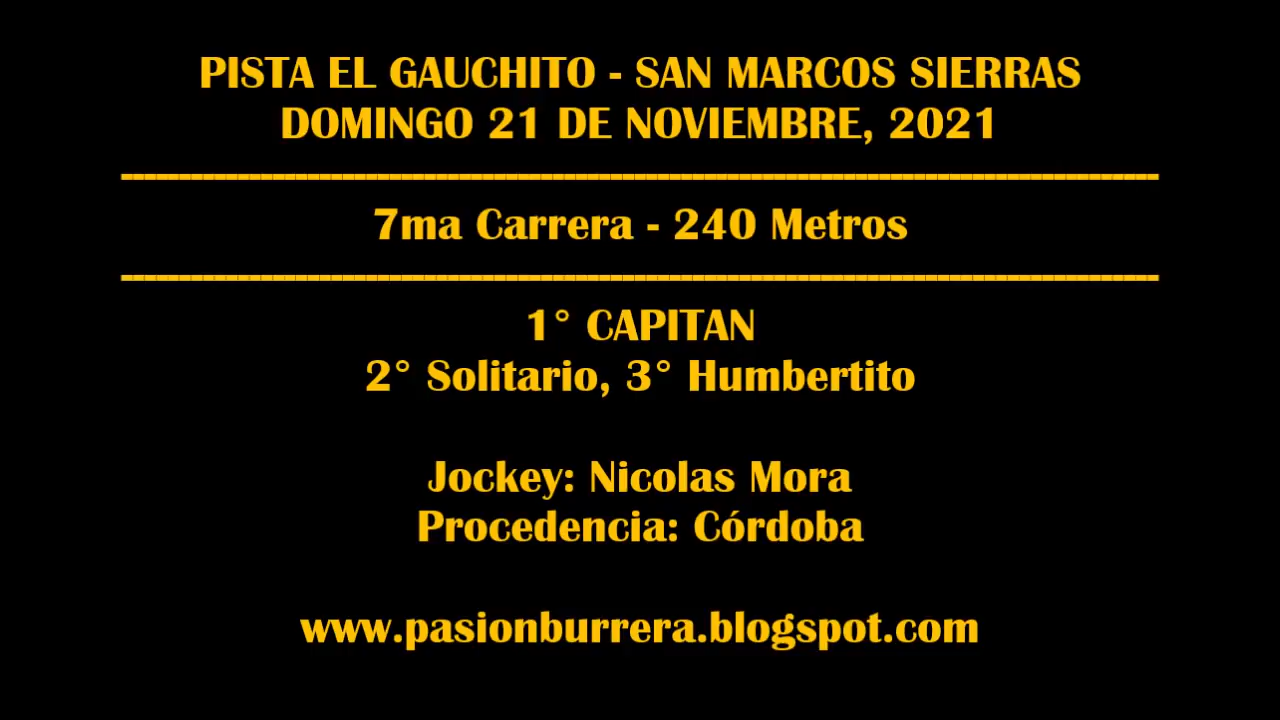 PISTA EL GAUCHITO - SAN MARCOS SIERRAS
DOMINGO 21 DE NOVIEMBRE, 2021
7ma Carrera - 240 Metros
1° CAPITAN
2° Solitario, 3° Humbertito
Jockey: Nicolas Mora
Procedencia: Córdoba
www.pasionburrera.blogspot.com